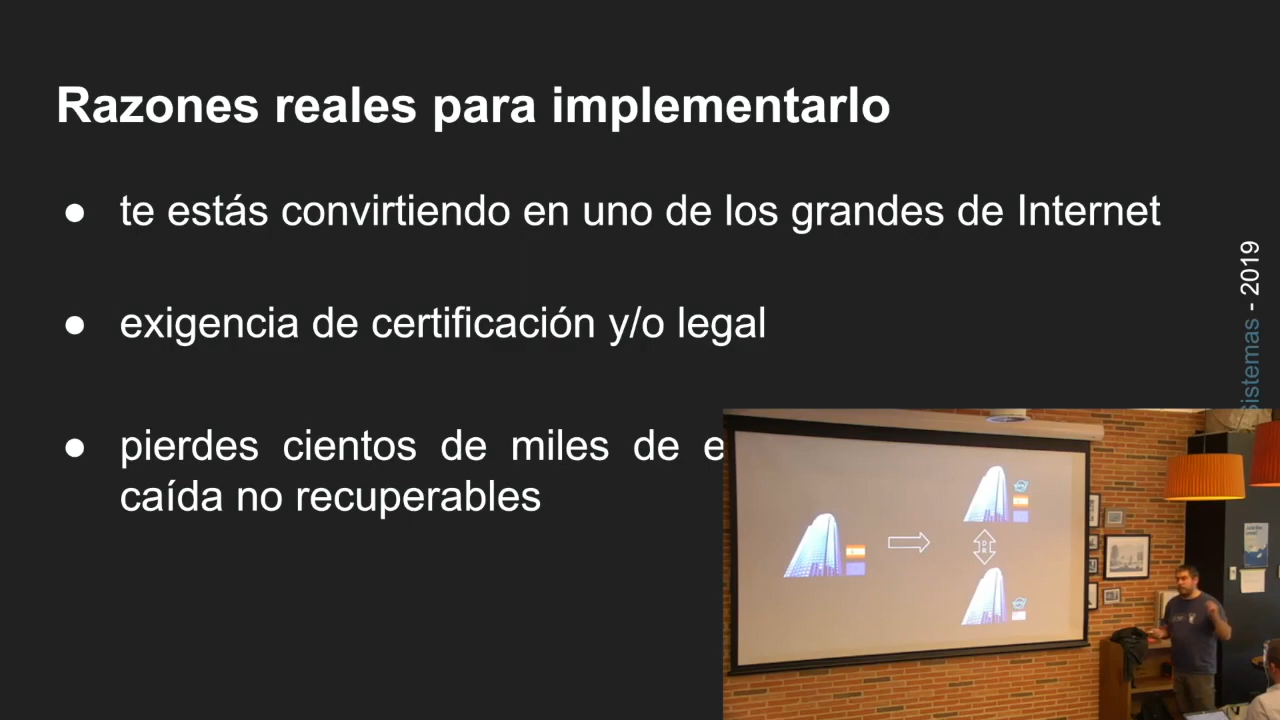 Razones reales para implementarlo
● te estás convirtiendo en uno de los grandes de Internet
● exigencia de certificación y/o legal
● pierdes cientos de miles de
caída no recuperables
Sistemas - 2019